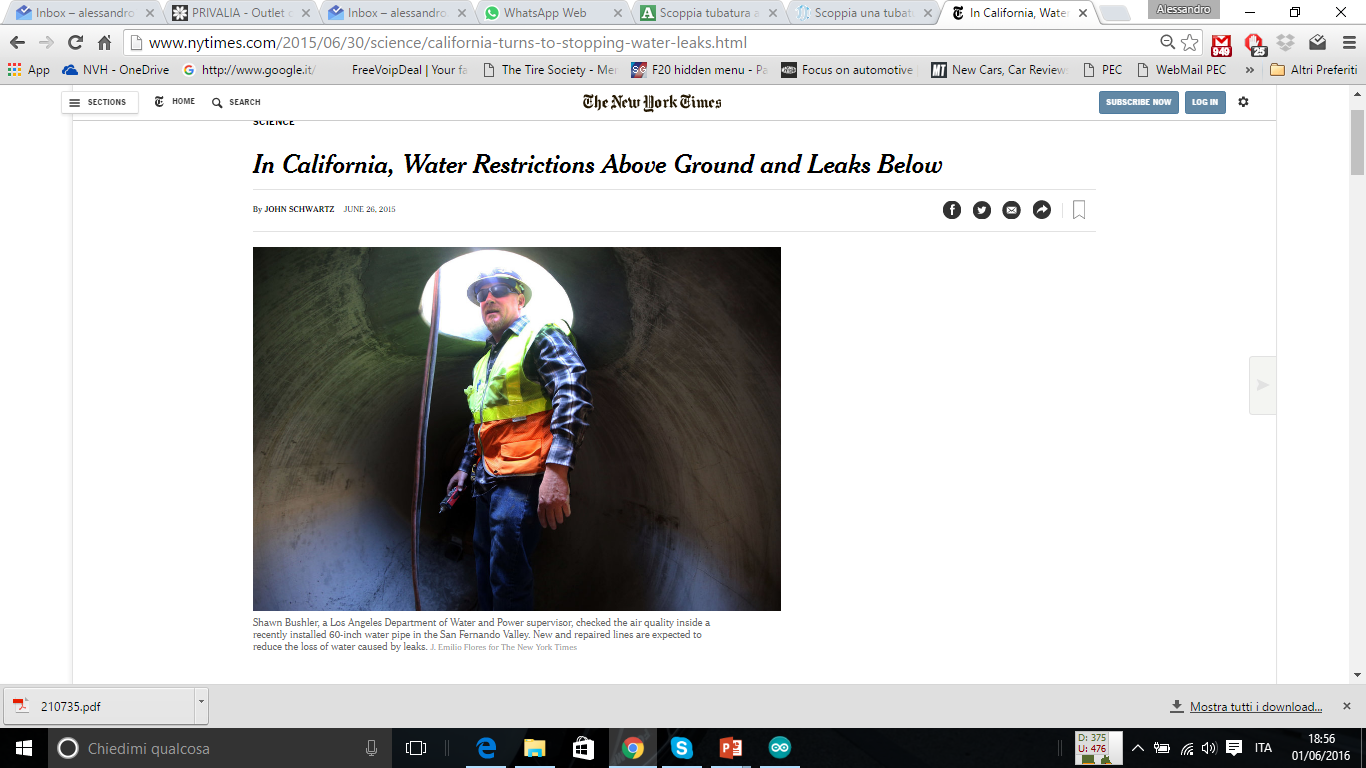 Inbox – alessandro
PRIVALIA - Outlet
Inbox – alessandro
WhatsApp Web
Scoppia tubatura a
Scoppia una tubat
In California, Wate
Alessandro
www.nytimes.com/2015/06/30/science/california-turns-to-stopping-water-leaks.html
949
25
App
NVH - OneDrive
http://www.google.it/
FreeVoipDeal | Your fa
The Tire Society - Me
F20 hidden menu - Pa
Focus on automotive
New Cars, Car Review
PEC
WebMail PEC
»
Altri Preferiti
SECTIONS
HOME
SEARCH
The New York Times
SUBSCRIBE NOW
LOG IN
SCIENCE
In California, Water Restrictions Above Ground and Leaks Below
By JOHN SCHWARTZ JUNE 26, 2015
Shawn Bushler, a Los Angeles Department of Water and Power supervisor, checked the air quality inside a
recently installed 60-inch water pipe in the San Fernando Valley. New and repaired lines are expected to
reduce the loss of water caused by leaks. J. Emilio Flores for The New York Times
210735.pdf
Mostra tutti i download...
Chiedimi qualcosa
D: 375
U: 476
ITA
18:56
01/06/2016